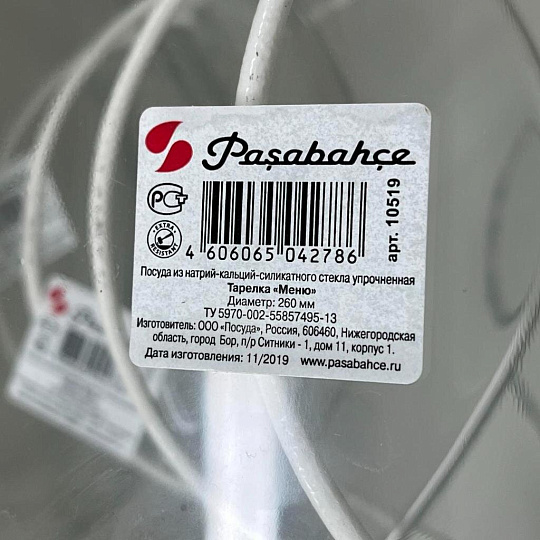 Paşabahçe
РСТ
EXTRA
RESISTANT
4 606065 042786
арт. 10519
Посуда из натрий-кальций-силикатного стекла упрочненная
Тарелка «Меню»
Диаметр: 260 мм
ТУ 5970-002-55857495-13
Изготовитель: ООО «Посуда», Россия, 606460, Нижегородская
область, город Бор, п/р Ситники - 1, дом 11, корпус 1.
Дата изготовления: 11/2019 www.pasabahce.ru